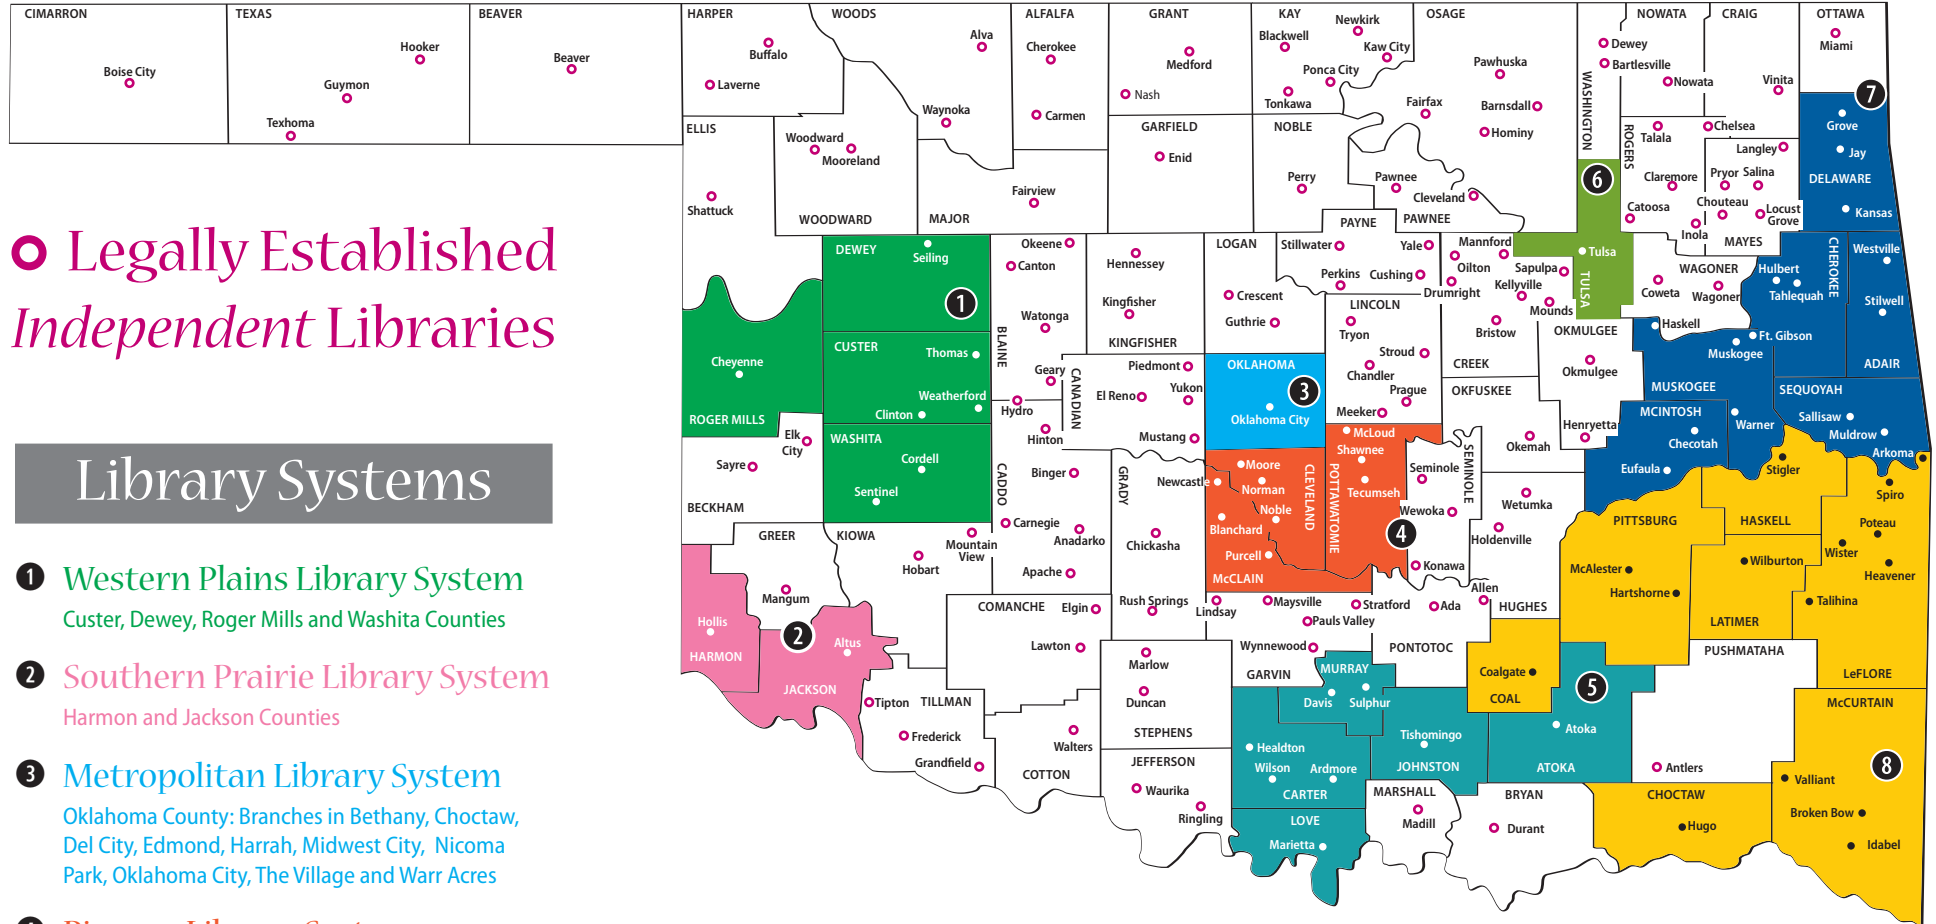 CIMARRON
Boise City
TEXAS
Hooker
Guymon
Texhoma
BEAVER
Beaver
HARPER
Buffalo
Laverne
WOODS
Alva
Waynoka
ALFALFA
Cherokee
Carmen
GRANT
Medford
Nash
KAY
Newkirk
Blackwell
Kaw City
Ponca City
Tonkawa
OSAGE
Pawhuska
Fairfax
Barnsdall
Hominy
WASHINGTON
Dewey
Bartlesville
NOWATA
Nowata
CRAIG
Vinita
OTTAWA
Miami
7
Grove
Jay
DELAWARE
Kansas
ELLIS
Shattuck
Woodward
Mooreland
WOODWARD
MAJOR
Fairview
GARFIELD
Enid
NOBLE
Perry
Pawnee
Cleveland
PAWNEE
PAYNE
ROGERS
Talala
Chelsea
Claremore
Catoosa
Inola
Langley
Pryor
Salina
Chouteau
Locust
Grove
MAYES
6
Tulsa
TULSA
Legally Established
Independent Libraries
DEWEY
Seiling
1
CUSTER
Thomas
Weatherford
Clinton
WASHITA
Cordell
Sentinel
Cheyenne
ROGER MILLS
Elk
City
Sayre
BECKHAM
Okeene
Canton
Watonga
BLAINE
Geary
Hydro
Hinton
Hennessey
Kingfisher
KINGFISHER
LOGAN
Crescent
Guthrie
Stillwater
Yale
Perkins
Cushing
Mannford
Oilton
Drumright
Sapulpa
Kellyville
Mounds
Bristow
CREEK
LINCOLN
Tryon
Stroud
Chandler
Prague
Meeker
CANADIAN
Piedmont
El Reno
Yukon
Mustang
OKLAHOMA
3
Oklahoma City
OKMULGEE
Okmulgee
Henryetta
OKFUSKEE
Okemah
WAGONER
Coweta
Wagoner
CHEROKEE
Hulbert
Tahlequah
Westville
Stilwell
ADAIR
Haskell
Ft. Gibson
Muskogee
MUSKOGEE
Warner
MCINTOSH
Checotah
Eufaula
SEQUOYAH
Sallisaw
Muldrow
Arkoma
Library Systems
CADDO
Binger
Carnegie
Anadarko
Apache
GRADY
Chickasha
Rush Springs
Newcastle
Moore
Norman
Noble
CLEVELAND
Blanchard
Purcell
McCLAIN
POTTAWATOMIE
McLoud
Shawnee
Tecumseh
4
SEMINOLE
Seminole
Wewoka
Konawa
Wetumka
Holdenville
HUGHES
Allen
GREER
Mangum
KIOWA
Mountain
View
Hobart
Hollis
HARMON
2
Altus
JACKSON
COMANCHE
Elgin
Lawton
Tipton
TILLMAN
Frederick
Grandfield
Walters
COTTON
Marlow
Duncan
STEPHENS
JEFFERSON
Waurika
Ringling
Lindsay
Maysville
Pauls Valley
Wynnewood
GARVIN
Stratford
Ada
PONTOTOC
MURRAY
Davis
Sulphur
Healdton
Wilson
Ardmore
CARTER
LOVE
Marietta
Tishomingo
JOHNSTON
MARSHALL
Madill
BRYAN
Durant
Coalgate
COAL
5
Atoka
ATOKA
PITTSBURG
McAlester
Hartshorne
HASKELL
Stigler
Wilburton
LATIMER
Spiro
Poteau
Wister
Heavener
Talihina
LeFLORE
PUSHMATAHA
Antlers
CHOCTAW
Hugo
McCURTAIN
8
Valliant
Broken Bow
Idabel
1 Western Plains Library System
Custer, Dewey, Roger Mills and Washita Counties
2 Southern Prairie Library System
Harmon and Jackson Counties
3 Metropolitan Library System
Oklahoma County: Branches in Bethany, Choctaw,
Del City, Edmond, Harrah, Midwest City, Nicoma
Park, Oklahoma City, The Village and Warr Acres